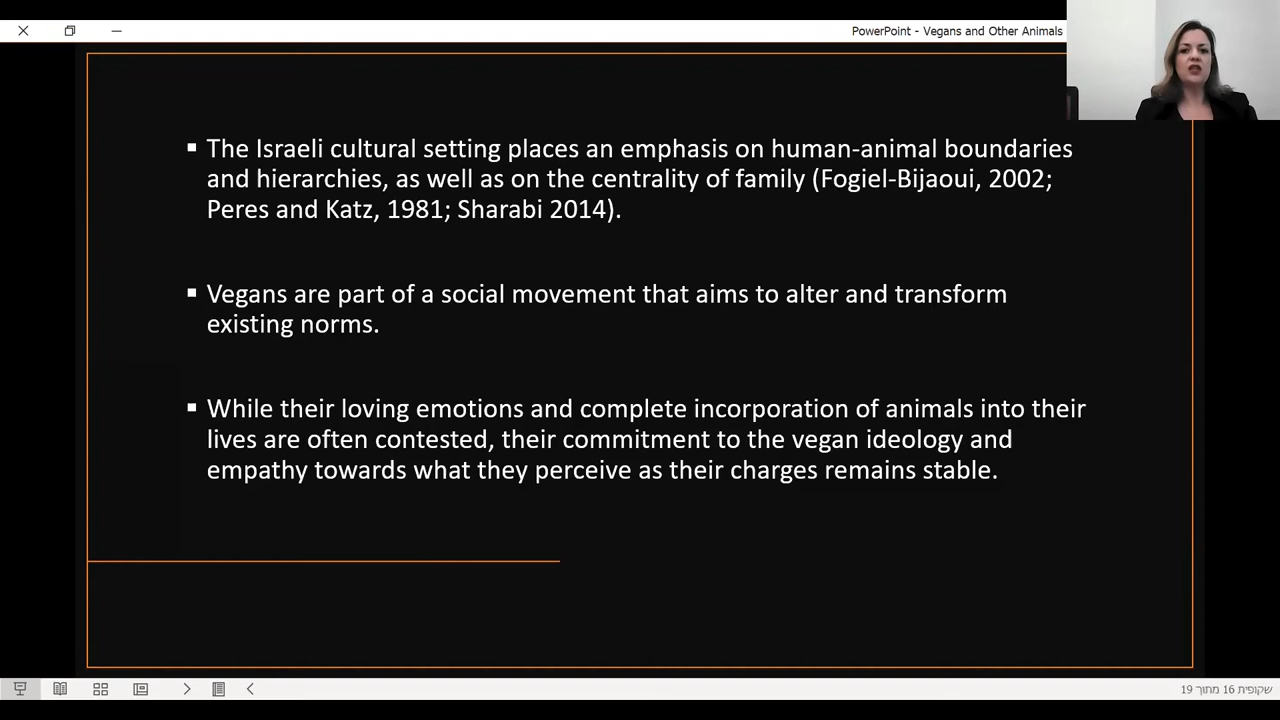 PowerPoint - Vegans and Other Animals
▪ The Israeli cultural setting places an emphasis on human-animal boundaries
and hierarchies, as well as on the centrality of family (Fogiel-Bijaoui, 2002;
Peres and Katz, 1981; Sharabi 2014).
▪ Vegans are part of a social movement that aims to alter and transform
existing norms.
▪ While their loving emotions and complete incorporation of animals into their
lives are often contested, their commitment to the vegan ideology and
empathy towards what they perceive as their charges remains stable.
שקופית 16 מתוך 19